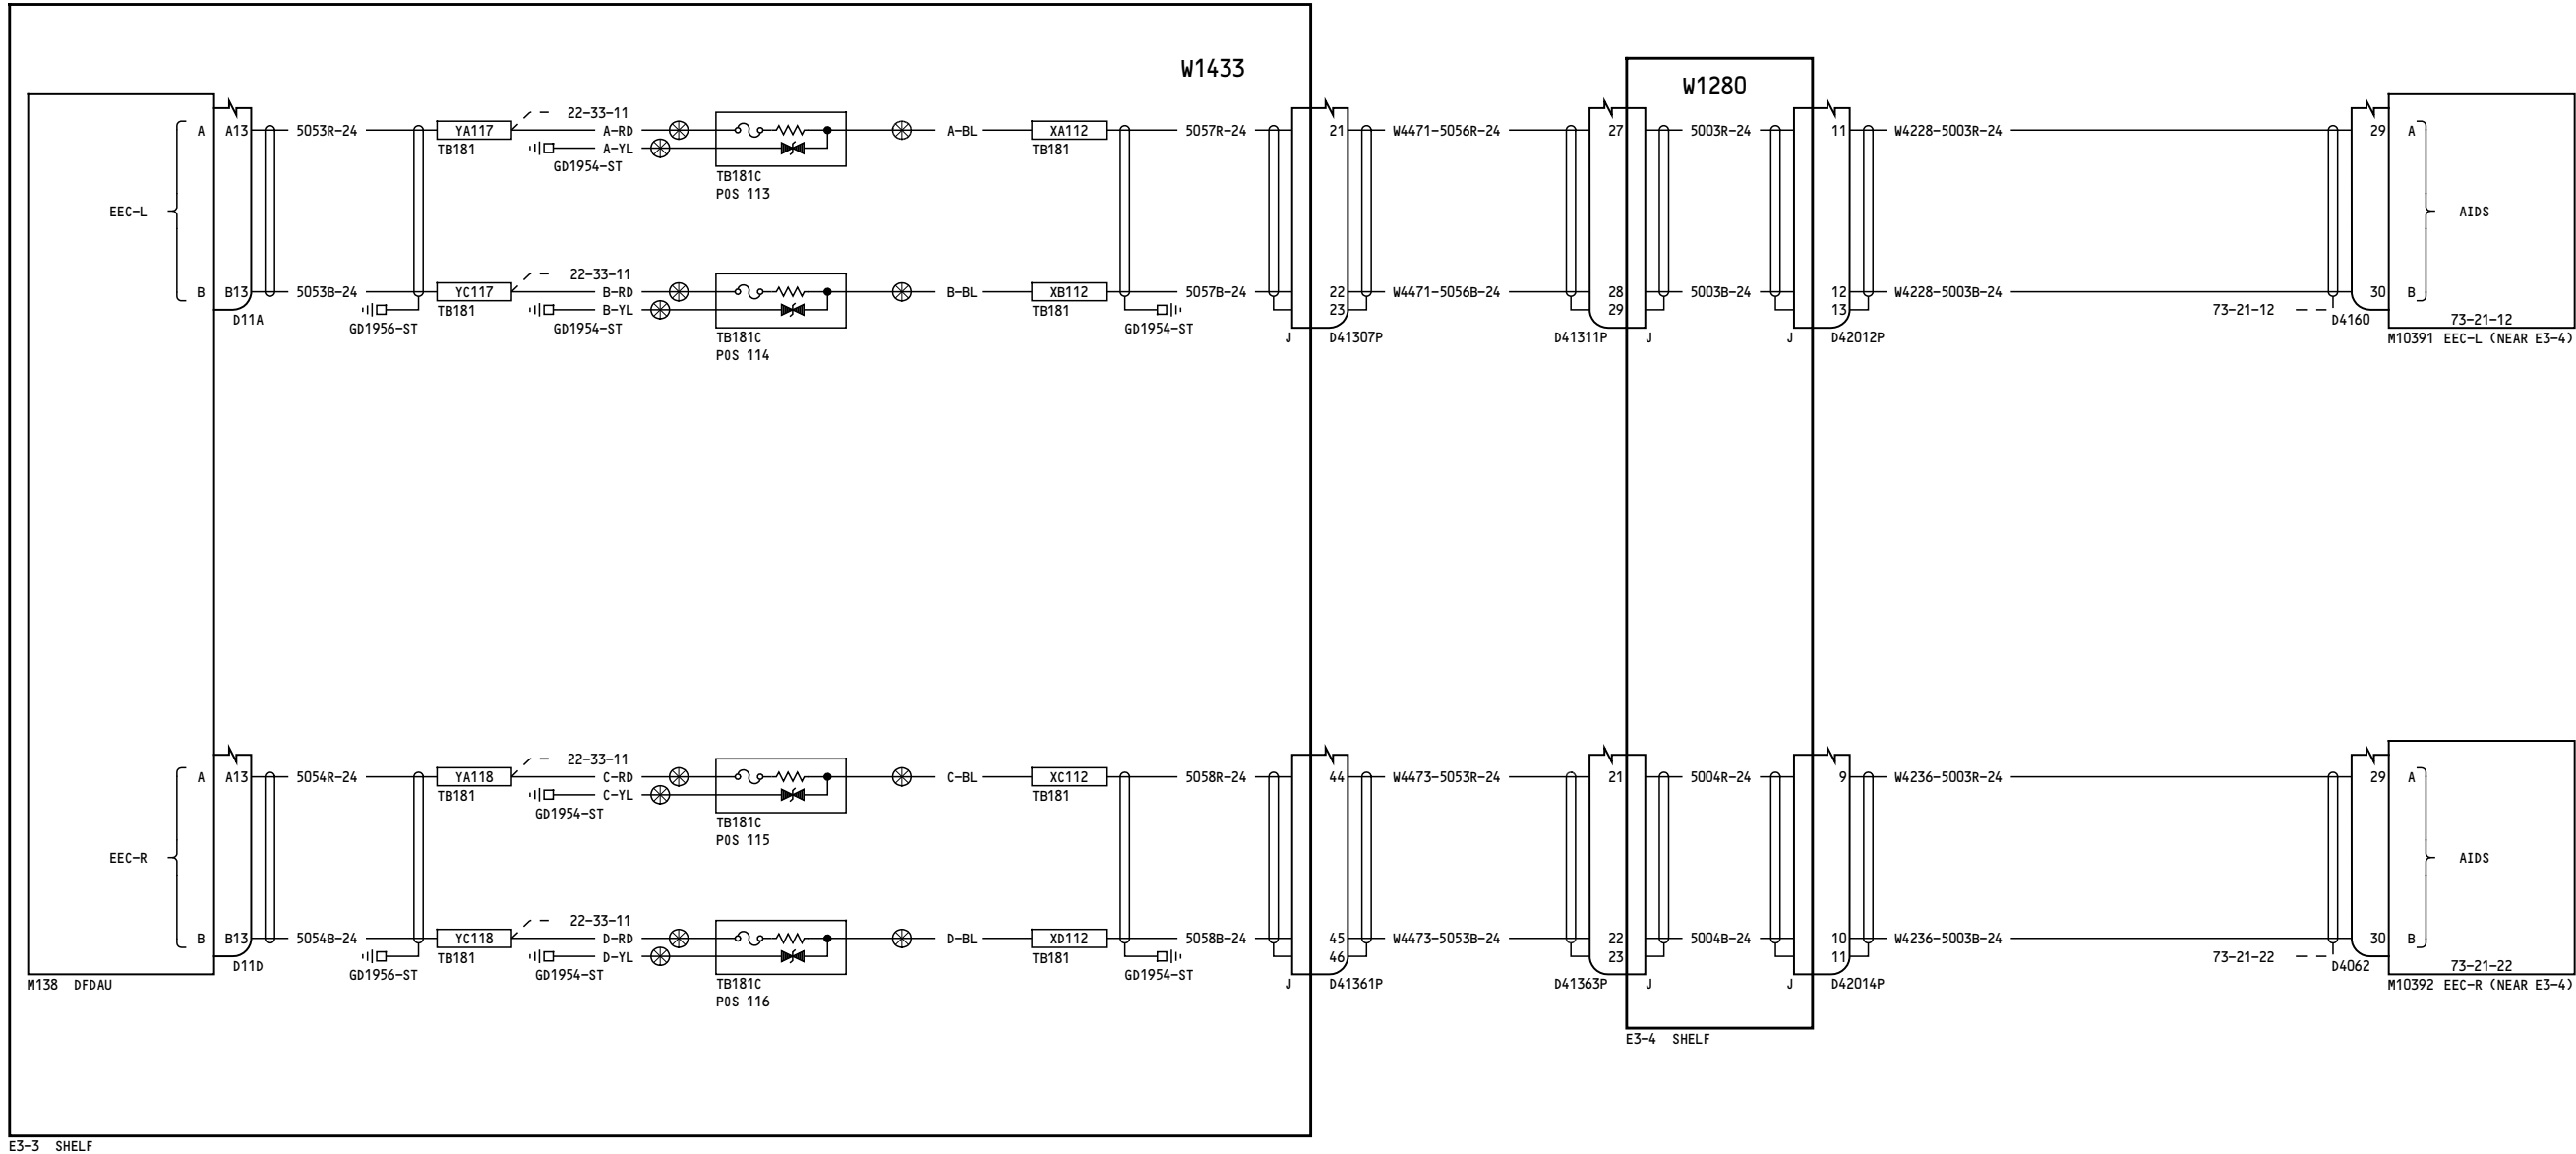 W1433
W1280
22-33-11
A A13 5053R-24 YA117 A-RD A-BL XA112 5057R-24 21 W4471-5056R-24 27 5003R-24 11 W4228-5003R-24 29 A
TB181 A-YL TB181
GD1954-ST
TB181C
POS 113
EEC-L AIDS
22-33-11
B B13 5053B-24 YC117 B-RD B-BL XB112 5057B-24 22 W4471-5056B-24 28 5003B-24 12 W4228-5003B-24 30 B
TB181 B-YL TB181 23 29 13 73-21-12
D11A D4160 73-21-12
GD1956-ST GD1954-ST GD1954-ST
TB181C J D41307P D41311P J J D42012P M10391 EEC-L (NEAR E3-4)
POS 114
22-33-11
A A13 5054R-24 YA118 C-RD C-BL XC112 5058R-24 44 W4473-5053R-24 21 5004R-24 9 W4236-5003R-24 29 A
TB181 C-YL TB181
GD1954-ST
TB181C
POS 115
EEC-R AIDS
22-33-11
B B13 5054B-24 YC118 D-RD D-BL XD112 5058B-24 45 W4473-5053B-24 22 5004B-24 10 W4236-5003B-24 30 B
TB181 D-YL TB181 46 23 11 73-21-22
D11D D4062 73-21-22
GD1956-ST GD1954-ST GD1954-ST
M138 DFDAU TB181C J D41361P D41363P J J D42014P M10392 EEC-R (NEAR E3-4)
POS 116
E3-4 SHELF
E3-3 SHELF